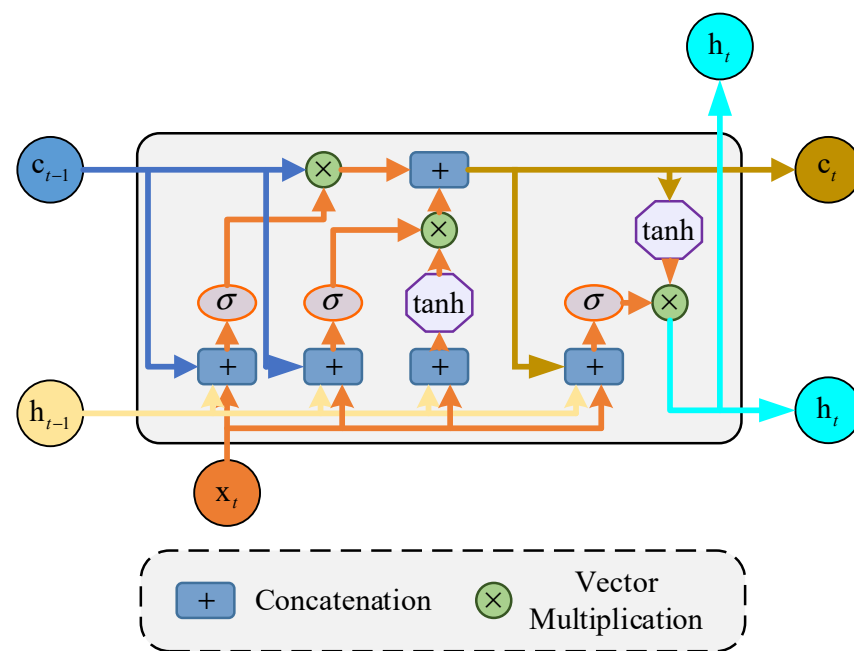 h_t
c_{t-1}
×
+
c_t
×
tanh
σ
σ
tanh
σ
×
+
+
+
+
h_{t-1}
h_t
x_t
+ Concatenation
× Vector
Multiplication